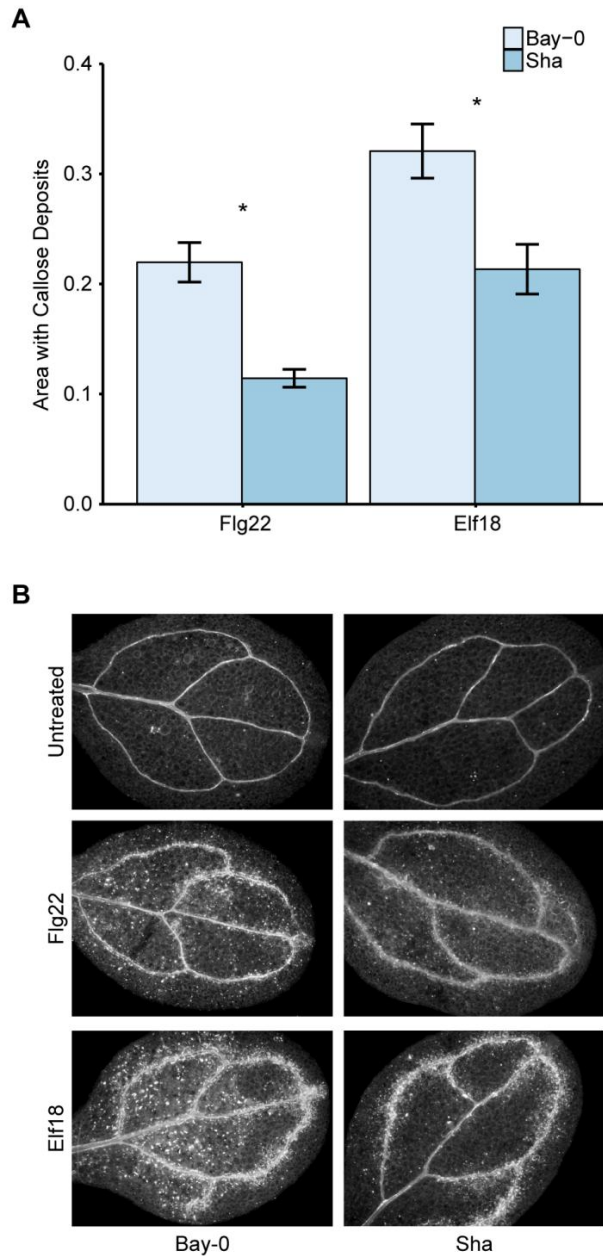 A
Bay−0
Sha
Area with Callose Deposits
0.4
0.3
0.2
0.1
0.0
*
*
Flg22
Elf18
B
Untreated
Flg22
Elf18
Bay-0
Sha